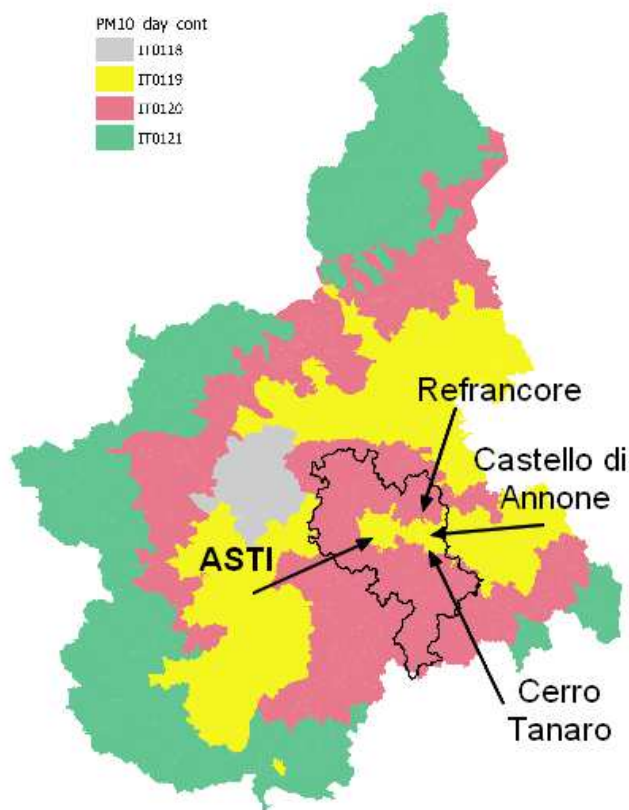 PM10 day cont
IT0118
IT0119
IT0120
IT0121
Refrancore
Castello di
Annone
ASTI
Cerro
Tanaro